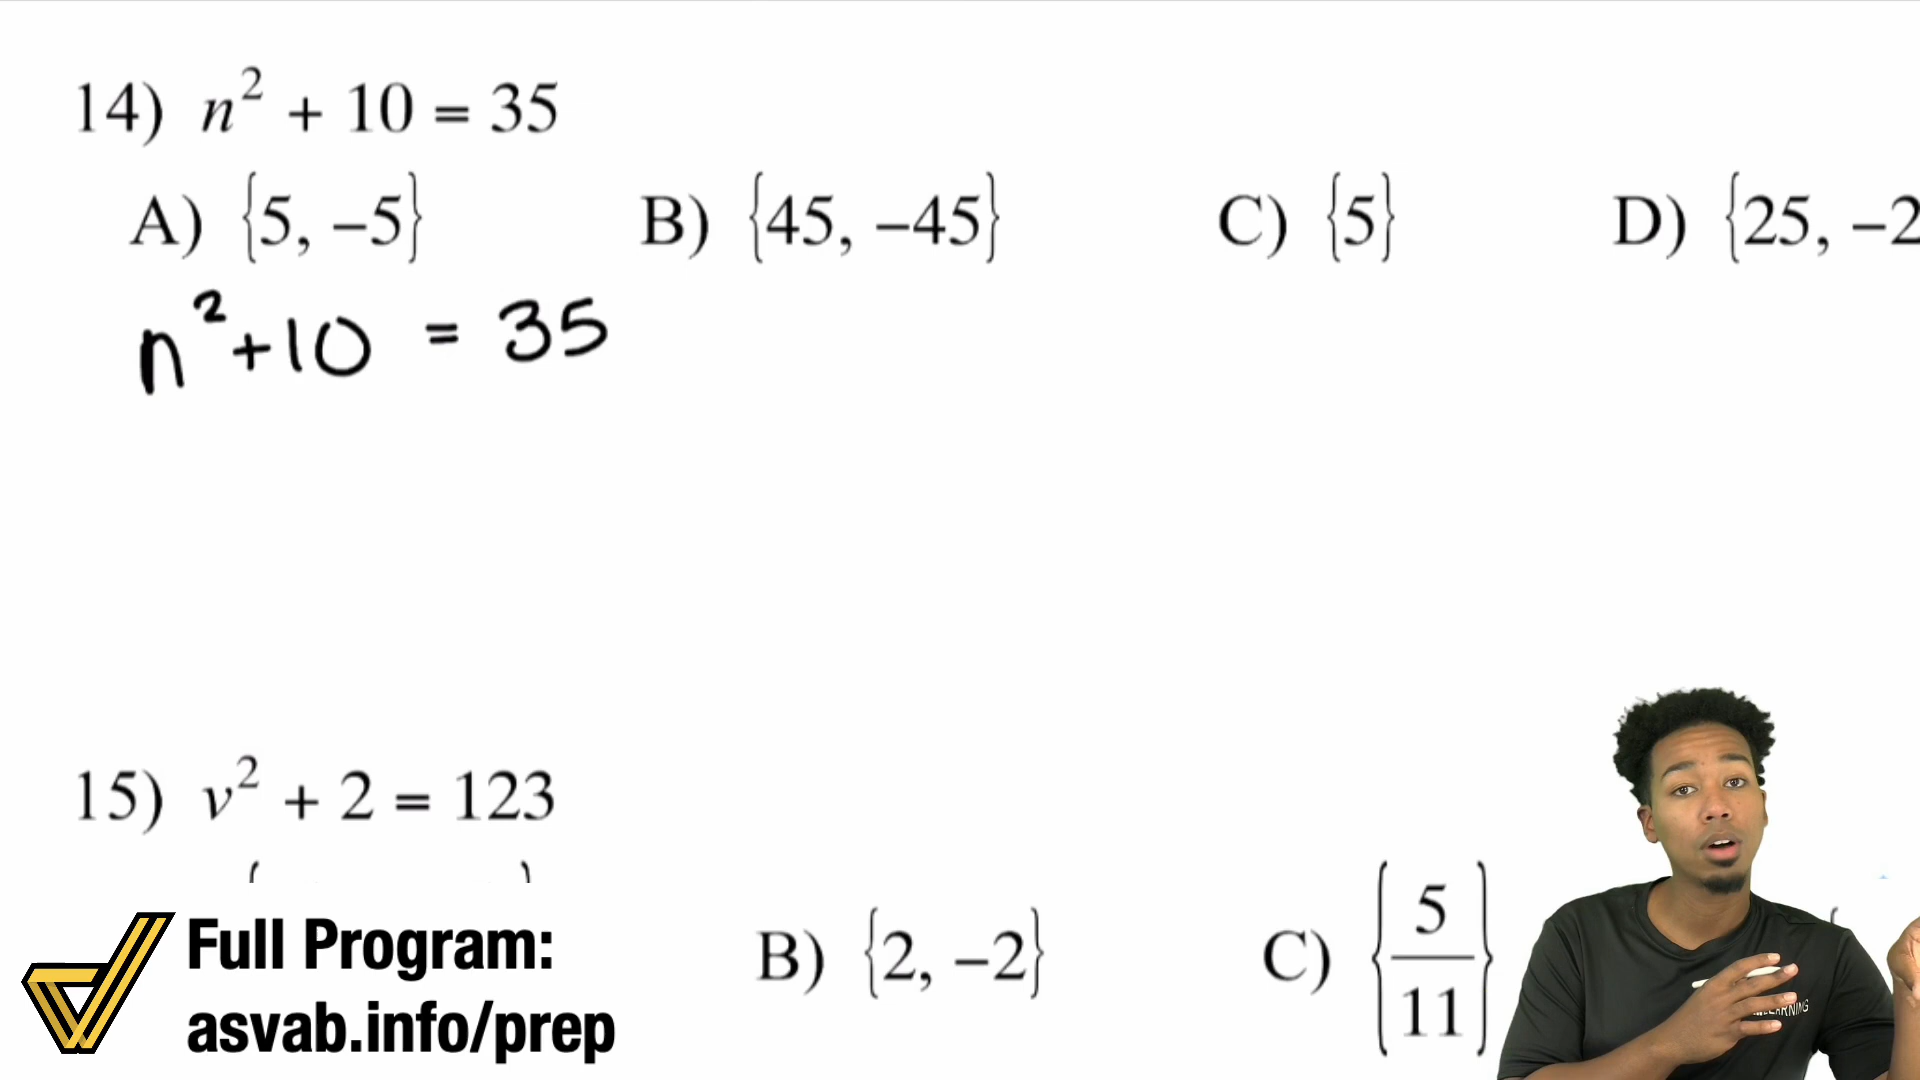 14) n² + 10 = 35
A) {5, −5} B) {45, −45} C) {5} D) {25, −2
n² + 10 = 35
15) v² + 2 = 123
B) {2, −2} C) {5/11}
Full Program:
asvab.info/prep